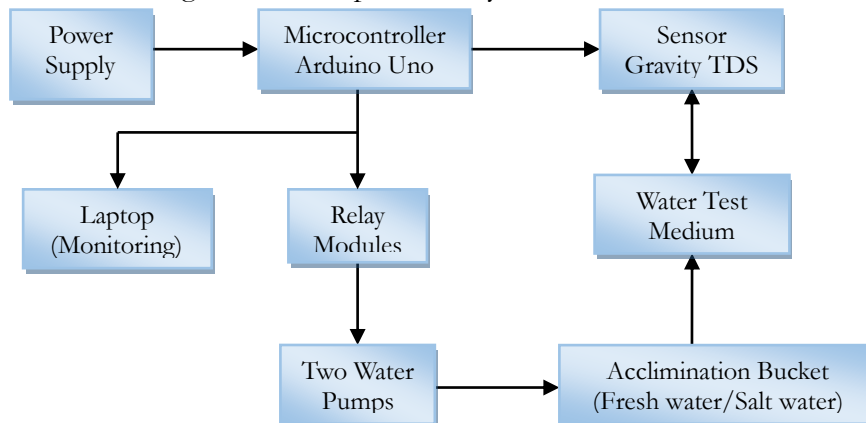 Power
Supply
Microcontroller
Arduino Uno
Sensor
Gravity TDS
Laptop
(Monitoring)
Relay
Modules
Water Test
Medium
Two Water
Pumps
Acclimination Bucket
(Fresh water/Salt water)